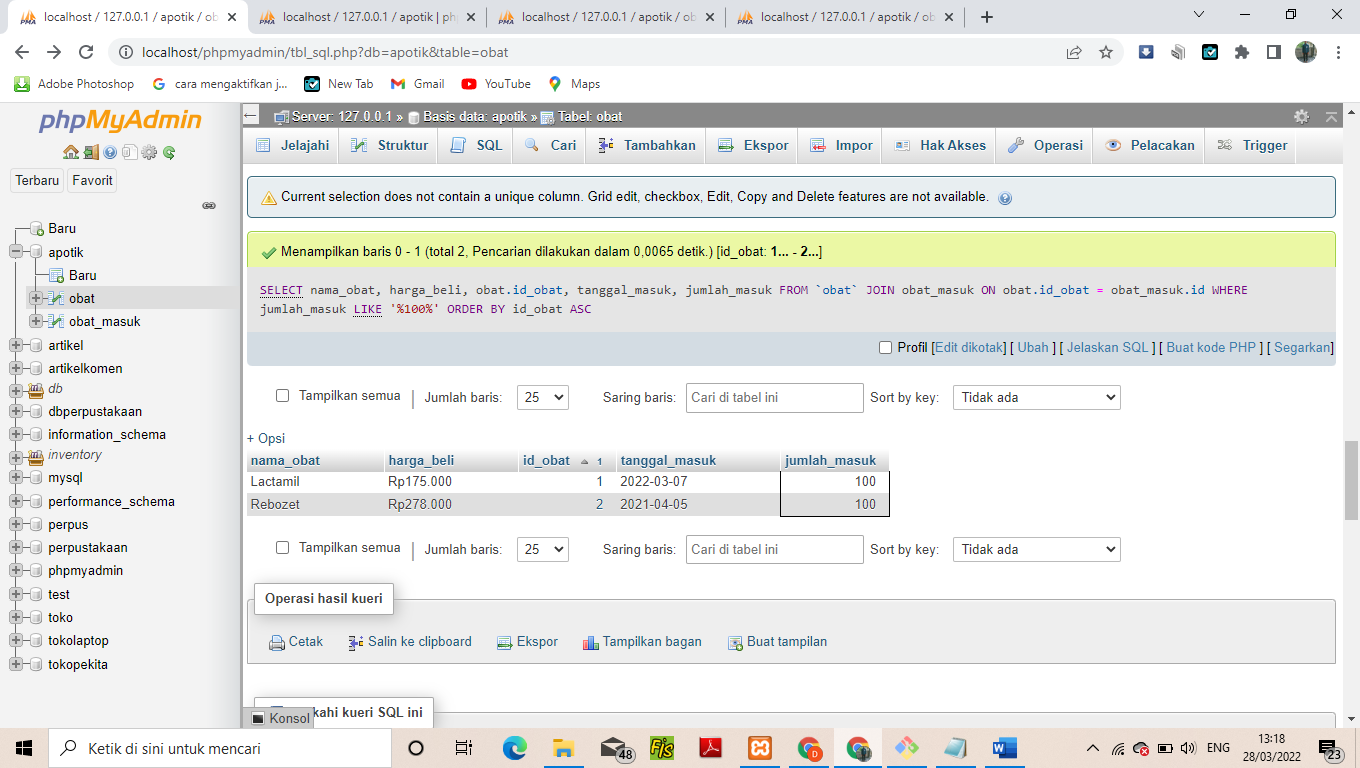 localhost / 127.0.0.1 / apotik / oba
localhost / 127.0.0.1 / apotik | php
localhost / 127.0.0.1 / apotik / ob
localhost / 127.0.0.1 / apotik / ob
localhost/phpmyadmin/tbl_sql.php?db=apotik&table=obat
Adobe Photoshop
cara mengaktifkan j...
New Tab
Gmail
YouTube
Maps
phpMyAdmin
Terbaru
Favorit
Baru
apotik
Baru
obat
obat_masuk
artikel
artikelkomen
db
dbperpustakaan
information_schema
inventory
mysql
performance_schema
perpus
perpustakaan
phpmyadmin
test
toko
tokolaptop
tokopekita
Server: 127.0.0.1 » Basis data: apotik » Tabel: obat
Jelajahi Struktur SQL Cari Tambahkan Ekspor Impor Hak Akses Operasi Pelacakan Trigger
Current selection does not contain a unique column. Grid edit, checkbox, Edit, Copy and Delete features are not available.
Menampilkan baris 0 - 1 (total 2, Pencarian dilakukan dalam 0,0065 detik.) [id_obat: 1... - 2...]
SELECT nama_obat, harga_beli, obat.id_obat, tanggal_masuk, jumlah_masuk FROM `obat` JOIN obat_masuk ON obat.id_obat = obat_masuk.id WHERE
jumlah_masuk LIKE '%100%' ORDER BY id_obat ASC
Profil [Edit dikotak] [ Ubah ] [ Jelaskan SQL ] [ Buat kode PHP ] [ Segarkan]
Tampilkan semua | Jumlah baris: 25 Saring baris: Cari di tabel ini Sort by key: Tidak ada
+ Opsi
nama_obat harga_beli id_obat 1 tanggal_masuk jumlah_masuk
Lactamil Rp175.000 1 2022-03-07 100
Rebozet Rp278.000 2 2021-04-05 100
Tampilkan semua | Jumlah baris: 25 Saring baris: Cari di tabel ini Sort by key: Tidak ada
Operasi hasil kueri
Cetak Salin ke clipboard Ekspor Tampilkan bagan Buat tampilan
kahi kueri SQL ini
Konsol
Ketik di sini untuk mencari
48
ENG
13:18
28/03/2022
23